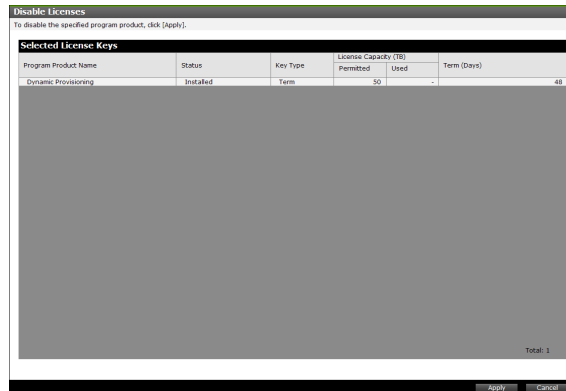 Disable Licenses
To disable the specified program product, click [Apply].
Selected License Keys
Program Product Name Status Key Type License Capacity (TB) Term (Days)
Permitted Used
Dynamic Provisioning Installed Term 50 - 48
Total: 1
Apply Cancel